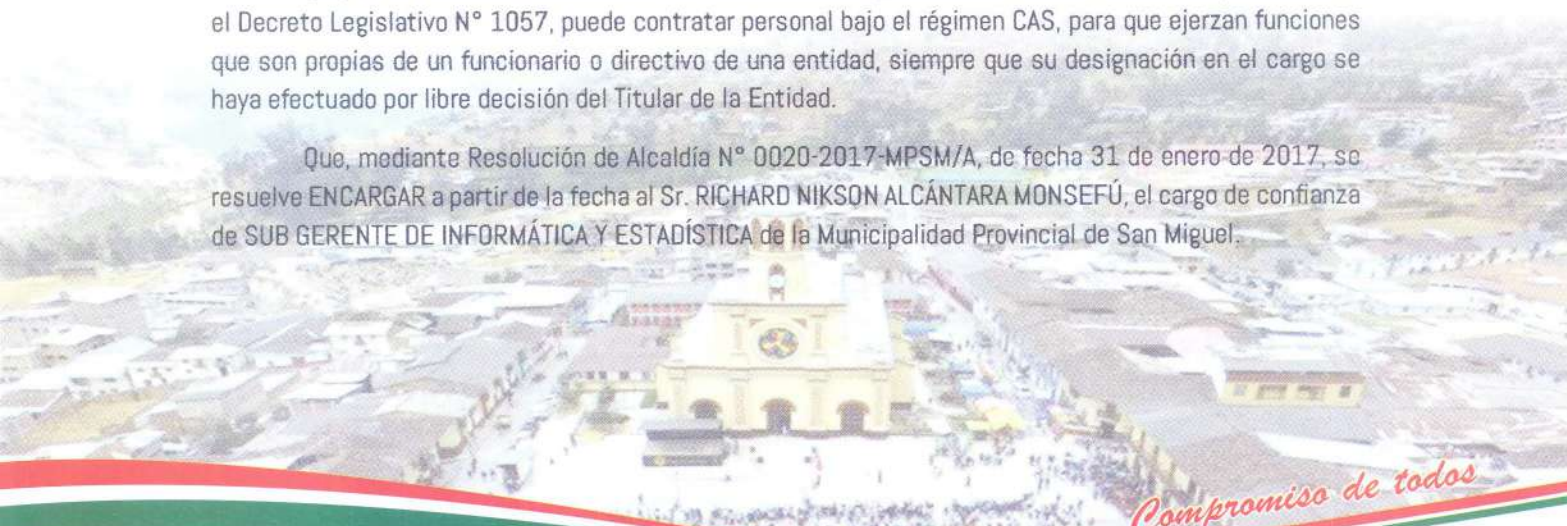 el Decreto Legislativo N° 1057, puede contratar personal bajo el régimen CAS, para que ejerzan funciones
que son propias de un funcionario o directivo de una entidad, siempre que su designación en el cargo se
haya efectuado por libre decisión del Titular de la Entidad.
Que, mediante Resolución de Alcaldía N° 0020-2017-MPSM/A, de fecha 31 de enero de 2017, se
resuelve ENCARGAR a partir de la fecha al Sr. RICHARD NIKSON ALCÁNTARA MONSEFÚ, el cargo de confianza
de SUB GERENTE DE INFORMÁTICA Y ESTADÍSTICA de la Municipalidad Provincial de San Miguel.
Compromiso de todos